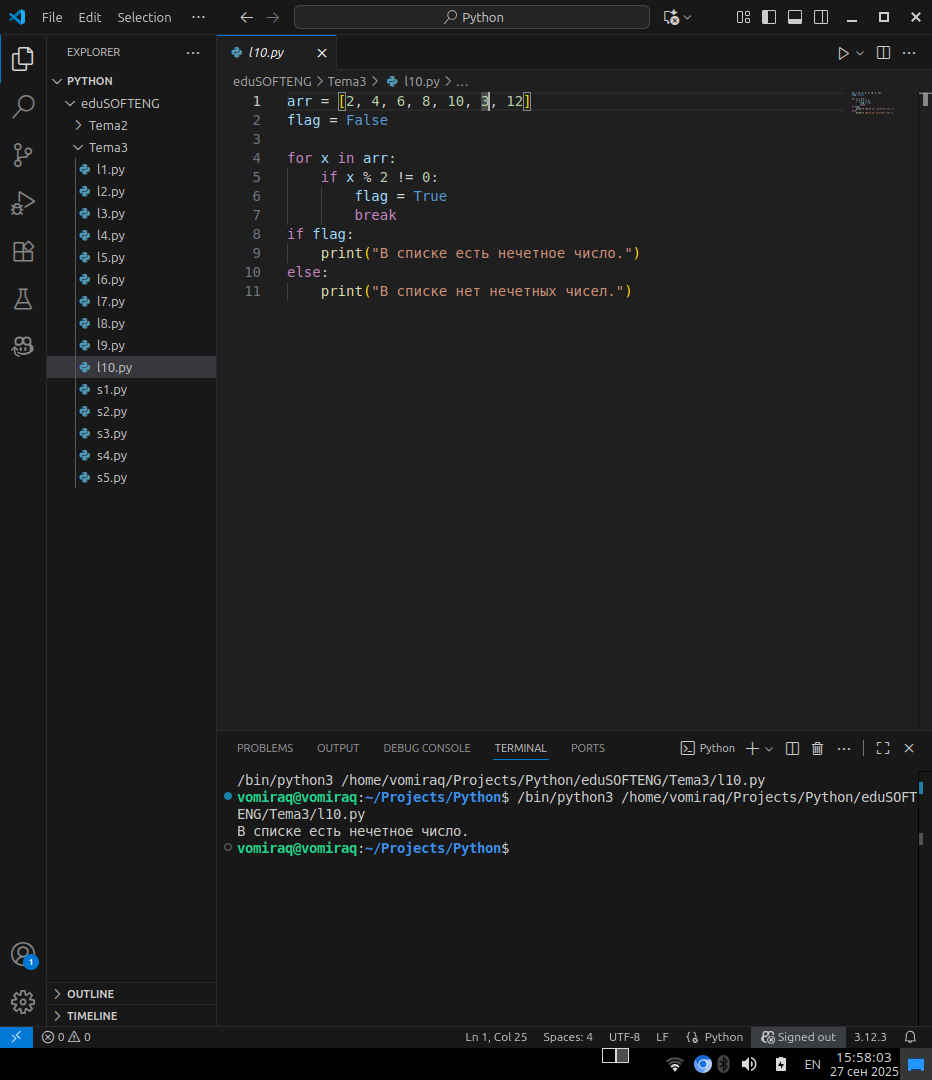 File Edit Selection ··· Python
EXPLORER ···
PYTHON
eduSOFTENG
Tema2
Tema3
l1.py
l2.py
l3.py
l4.py
l5.py
l6.py
l7.py
l8.py
l9.py
l10.py
s1.py
s2.py
s3.py
s4.py
s5.py
OUTLINE
TIMELINE
l10.py
eduSOFTENG > Tema3 > l10.py > ...
1 arr = [2, 4, 6, 8, 10, 3, 12]
2 flag = False
3
4 for x in arr:
5 if x % 2 != 0:
6 flag = True
7 break
8 if flag:
9 print("В списке есть нечетное число.")
10 else:
11 print("В списке нет нечетных чисел.")
PROBLEMS OUTPUT DEBUG CONSOLE TERMINAL PORTS Python
/bin/python3 /home/vomiraq/Projects/Python/eduSOFTENG/Tema3/l10.py
vomiraq@vomiraq:~/Projects/Python$ /bin/python3 /home/vomiraq/Projects/Python/eduSOFT
ENG/Tema3/l10.py
В списке есть нечетное число.
vomiraq@vomiraq:~/Projects/Python$
1
0 0 Ln 1, Col 25 Spaces: 4 UTF-8 LF {} Python Signed out 3.12.3
EN 15:58:03
27 сен 2025